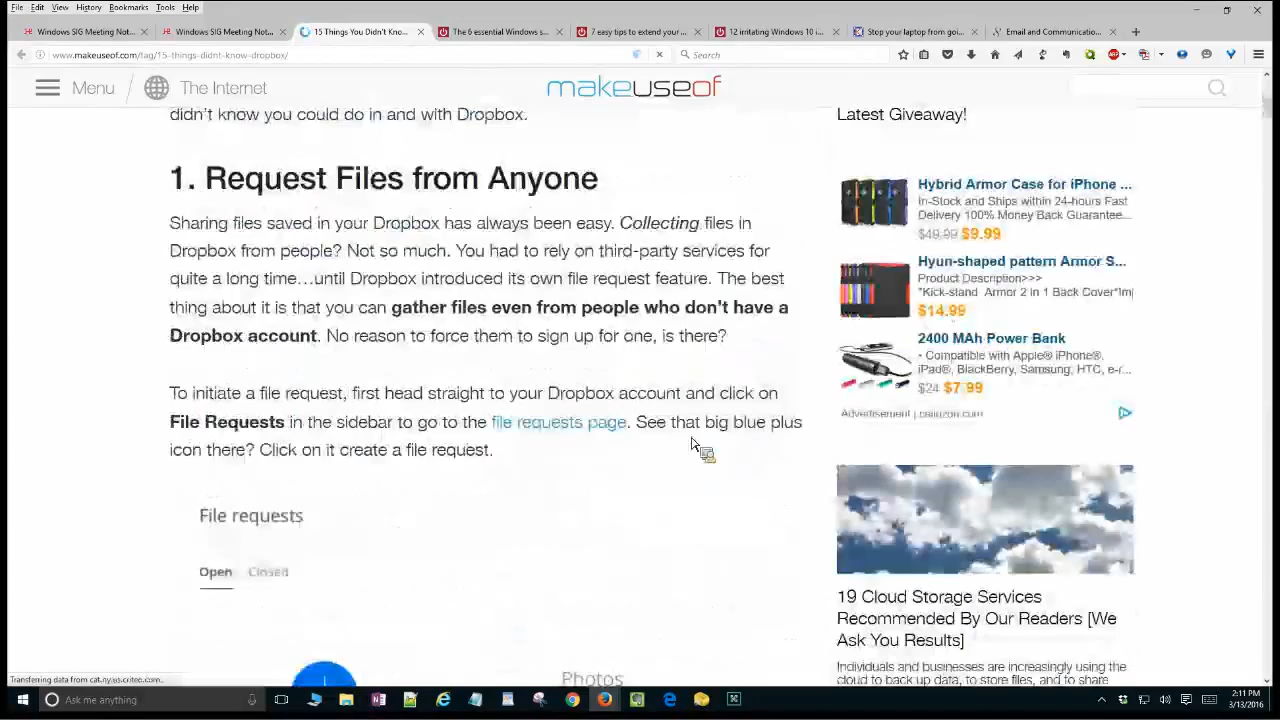 File Edit View History Bookmarks Tools Help
Windows SIG Meeting Not...
Windows SIG Meeting Not...
15 Things You Didn't Kno...
The 6 essential Windows s...
7 easy tips to extend your ...
12 irritating Windows 10 i...
Stop your laptop from goi...
Email and Communicatio...
www.makeuseof.com/tag/15-things-didnt-know-dropbox/
Search
Menu
The Internet
makeuseof
didn't know you could do in and with Dropbox.
1. Request Files from Anyone
Sharing files saved in your Dropbox has always been easy. Collecting files in
Dropbox from people? Not so much. You had to rely on third-party services for
quite a long time…until Dropbox introduced its own file request feature. The best
thing about it is that you can gather files even from people who don't have a
Dropbox account. No reason to force them to sign up for one, is there?
To initiate a file request, first head straight to your Dropbox account and click on
File Requests in the sidebar to go to the file requests page. See that big blue plus
icon there? Click on it create a file request.
File requests
Open Closed
Photos
Latest Giveaway!
Hybrid Armor Case for iPhone ...
In-Stock and Ships within 24-hours Fast
Delivery 100% Money Back Guarantee...
$49.99 $9.99
Hyun-shaped pattern Armor S...
Product Description>>>
"Kick-stand Armor 2 in 1 Back Cover"Im
$14.99
2400 MAh Power Bank
• Compatible with Apple® iPhone®,
iPad®, BlackBerry, Samsung, HTC, e-r...
$24 $7.99
Advertisement
19 Cloud Storage Services
Recommended By Our Readers [We
Ask You Results]
Individuals and businesses are increasingly using the
cloud to back up data, to store files, and to share
Transferring data from cat.ny.us.criteo.com...
Ask me anything
2:11 PM
3/13/2016